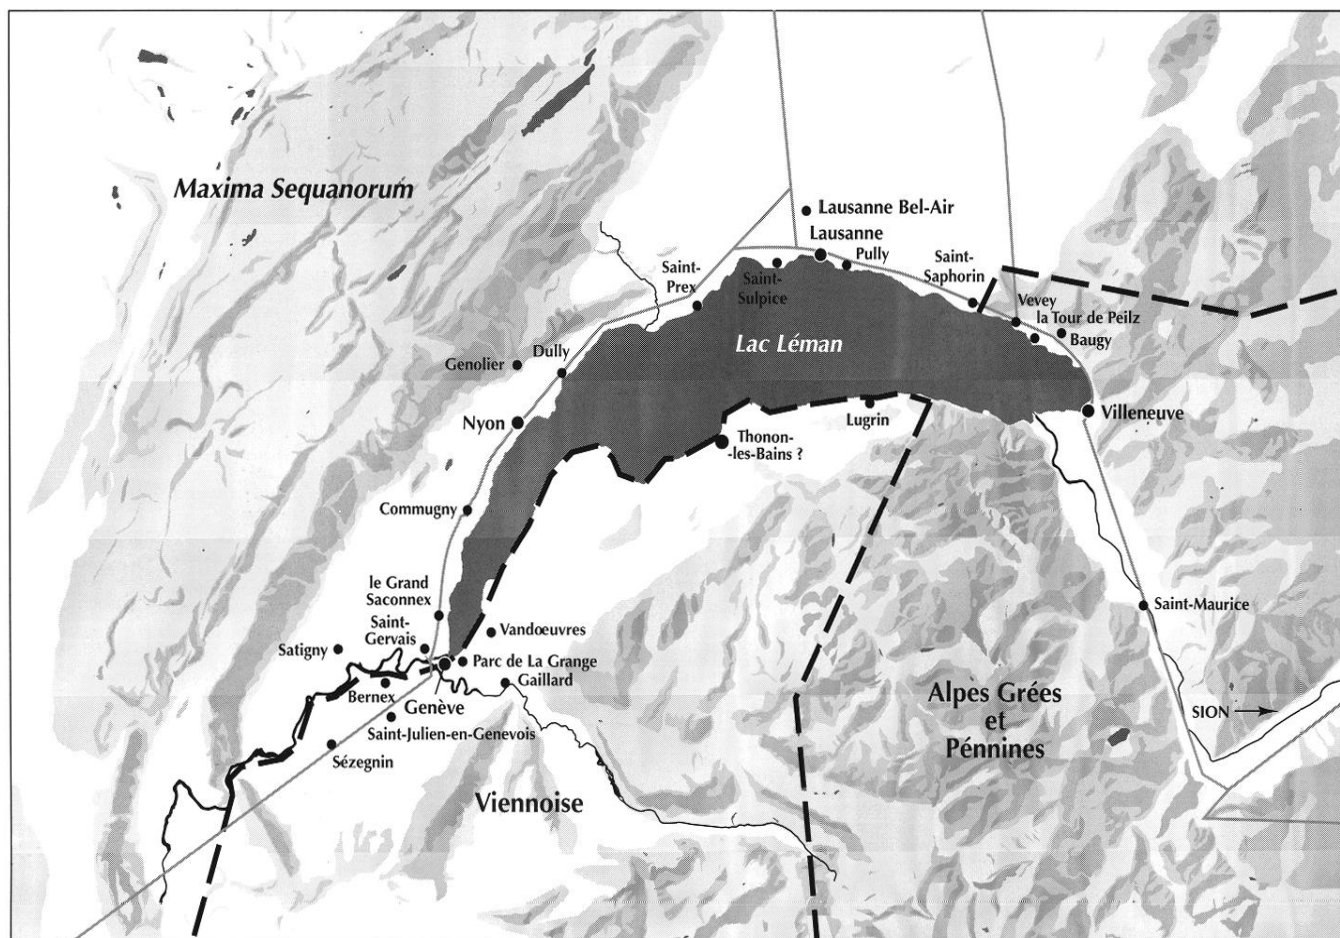 Maxima Sequanorum
Lausanne Bel-Air
Lausanne
Pully
Saint-
Saphorin
Saint-
Prex
Saint-
Sulpice
Vevey
la Tour de Peilz
Baugy
Lac Léman
Dully
Genolier
Nyon
Lugrin
Villeneuve
Thonon-
-les-Bains ?
Commugny
le Grand
Saconnex
Saint-
Gervais
Satigny
Vandoeuvres
Saint-Maurice
Parc de La Grange
Gaillard
Bernex
Genève
Saint-Julien-en-Genevois
Sézegnin
Alpes Grées
et
Pénnines
SION
Viennoise